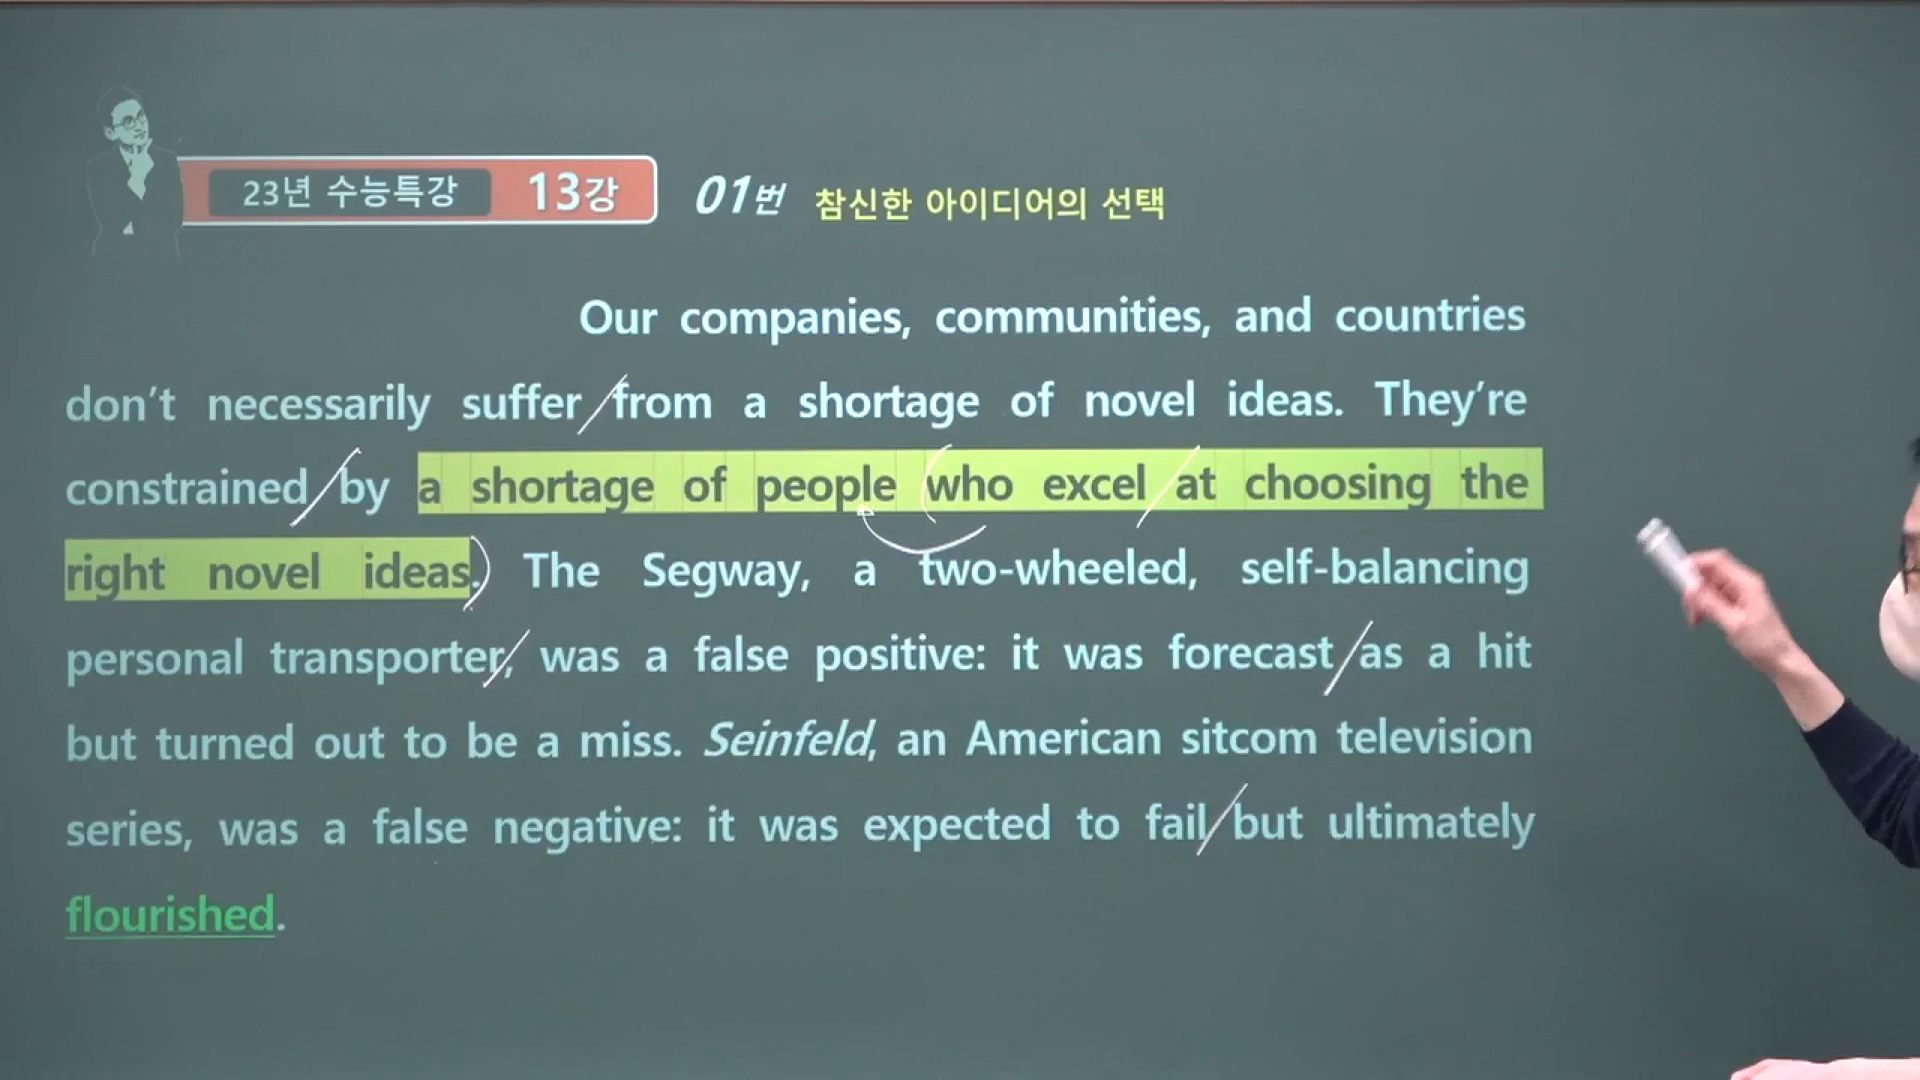 23년 수능특강 13강 01번 참신한 아이디어의 선택
Our companies, communities, and countries
don't necessarily suffer from a shortage of novel ideas. They're
constrained by a shortage of people who excel at choosing the
right novel ideas. The Segway, a two-wheeled, self-balancing
personal transporter, was a false positive: it was forecast as a hit
but turned out to be a miss. Seinfeld, an American sitcom television
series, was a false negative: it was expected to fail but ultimately
flourished.